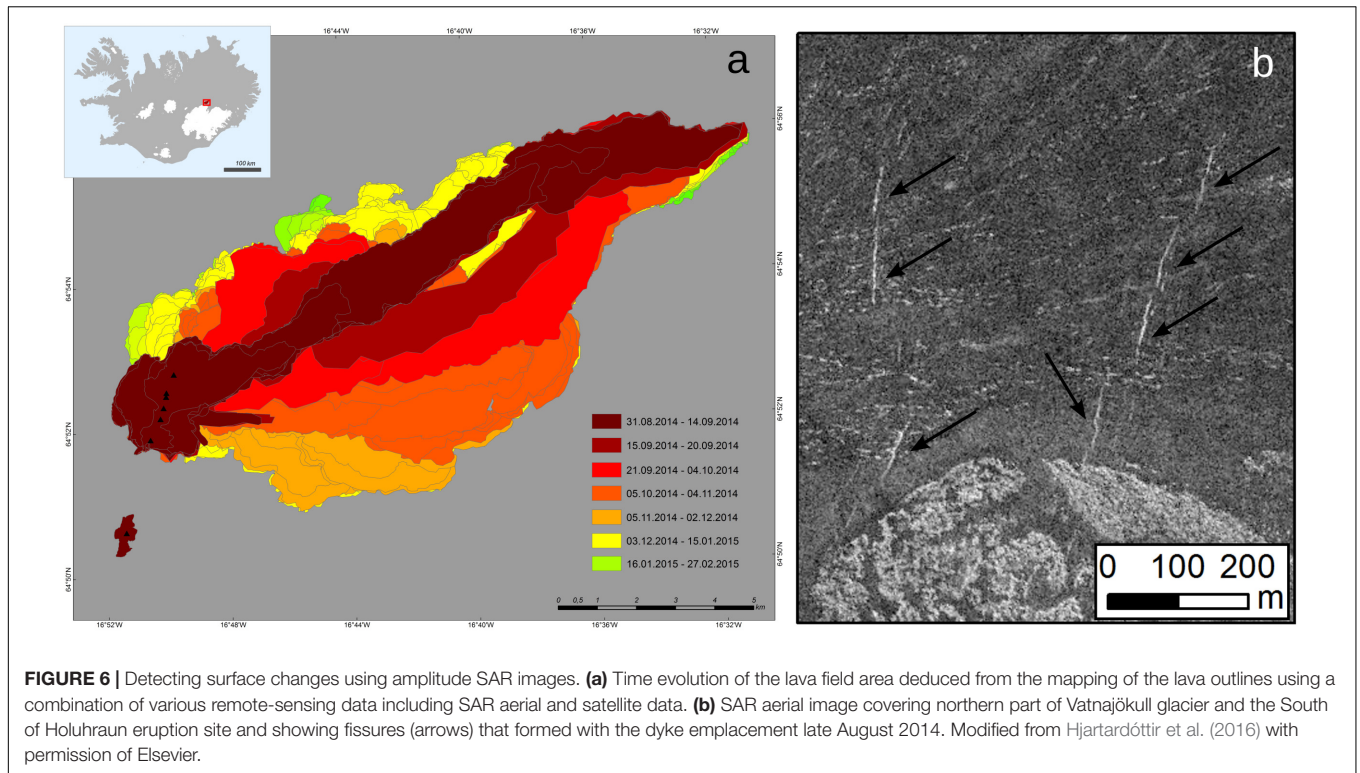 16°44'W 16°40'W 16°36'W 16°32'W
a
b
100 km
64°56'N
64°54'N
64°54'N
64°52'N
64°52'N
64°50'N
64°50'N
31.08.2014 - 14.09.2014
15.09.2014 - 20.09.2014
21.09.2014 - 04.10.2014
05.10.2014 - 04.11.2014
05.11.2014 - 02.12.2014
03.12.2014 - 15.01.2015
16.01.2015 - 27.02.2015
0 0,5 1 2 3 4 5
km
16°52'W 16°48'W 16°44'W 16°40'W 16°36'W 16°32'W
0 100 200
m
FIGURE 6 | Detecting surface changes using amplitude SAR images. (a) Time evolution of the lava field area deduced from the mapping of the lava outlines using a
combination of various remote-sensing data including SAR aerial and satellite data. (b) SAR aerial image covering northern part of Vatnajökull glacier and the South
of Holuhraun eruption site and showing fissures (arrows) that formed with the dyke emplacement late August 2014. Modified from Hjartardóttir et al. (2016) with
permission of Elsevier.